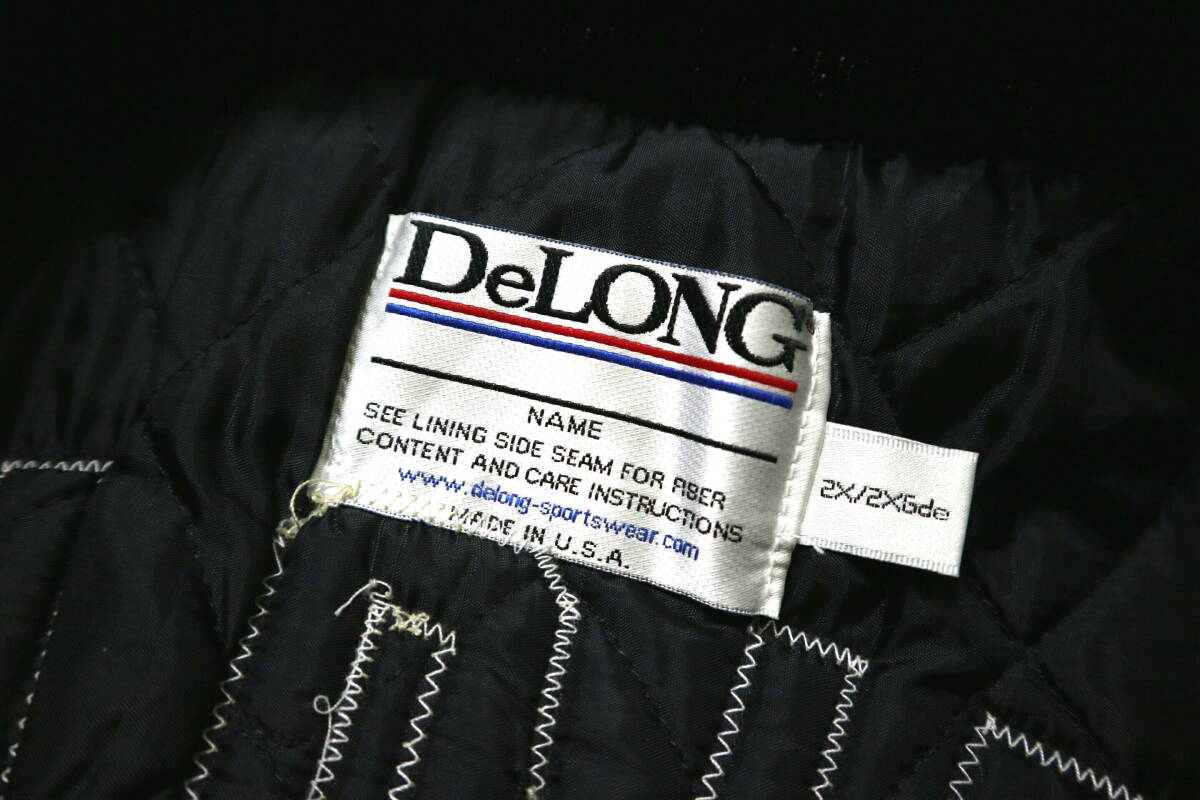 DeLONG®
NAME
SEE LINING SIDE SEAM FOR FIBER
CONTENT AND CARE INSTRUCTIONS
www.delong-sportswear.com
MADE IN U.S.A.
2X/2XGde